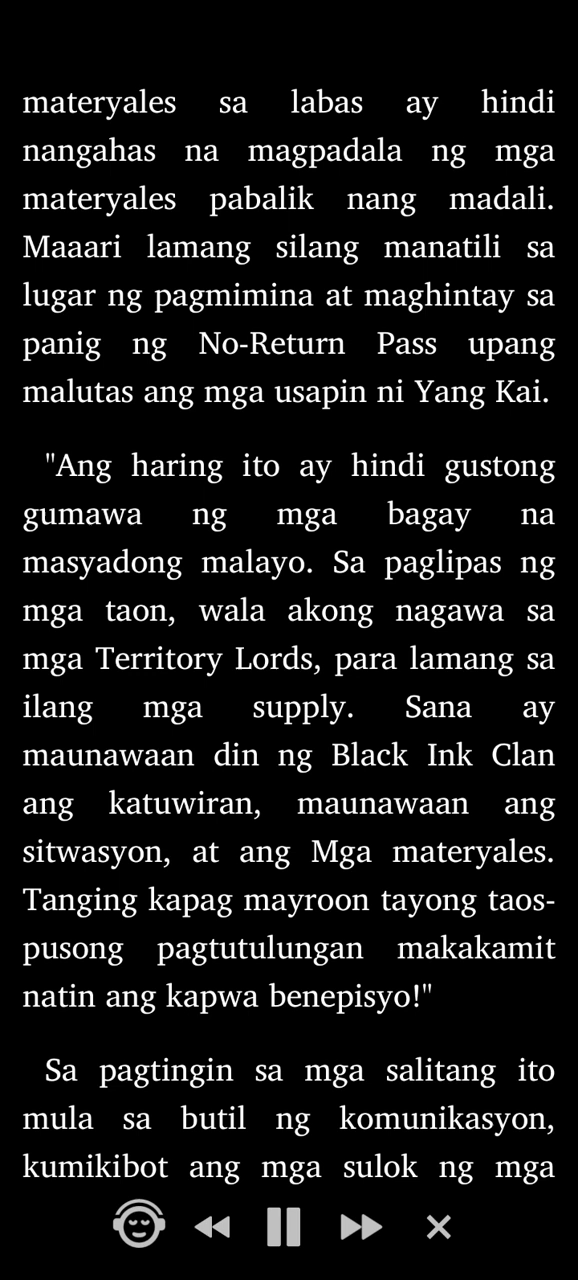 materyales sa labas ay hindi
nangahas na magpadala ng mga
materyales pabalik nang madali.
Maaari lamang silang manatili sa
lugar ng pagmimina at maghintay sa
panig ng No-Return Pass upang
malutas ang mga usapin ni Yang Kai.
"Ang haring ito ay hindi gustong
gumawa ng mga bagay na
masyadong malayo. Sa paglipas ng
mga taon, wala akong nagawa sa
mga Territory Lords, para lamang sa
ilang mga supply. Sana ay
maunawaan din ng Black Ink Clan
ang katuwiran, maunawaan ang
sitwasyon, at ang Mga materyales.
Tanging kapag mayroon tayong taos-
pusong pagtutulungan makakamit
natin ang kapwa benepisyo!"
Sa pagtingin sa mga salitang ito
mula sa butil ng komunikasyon,
kumikibot ang mga sulok ng mga